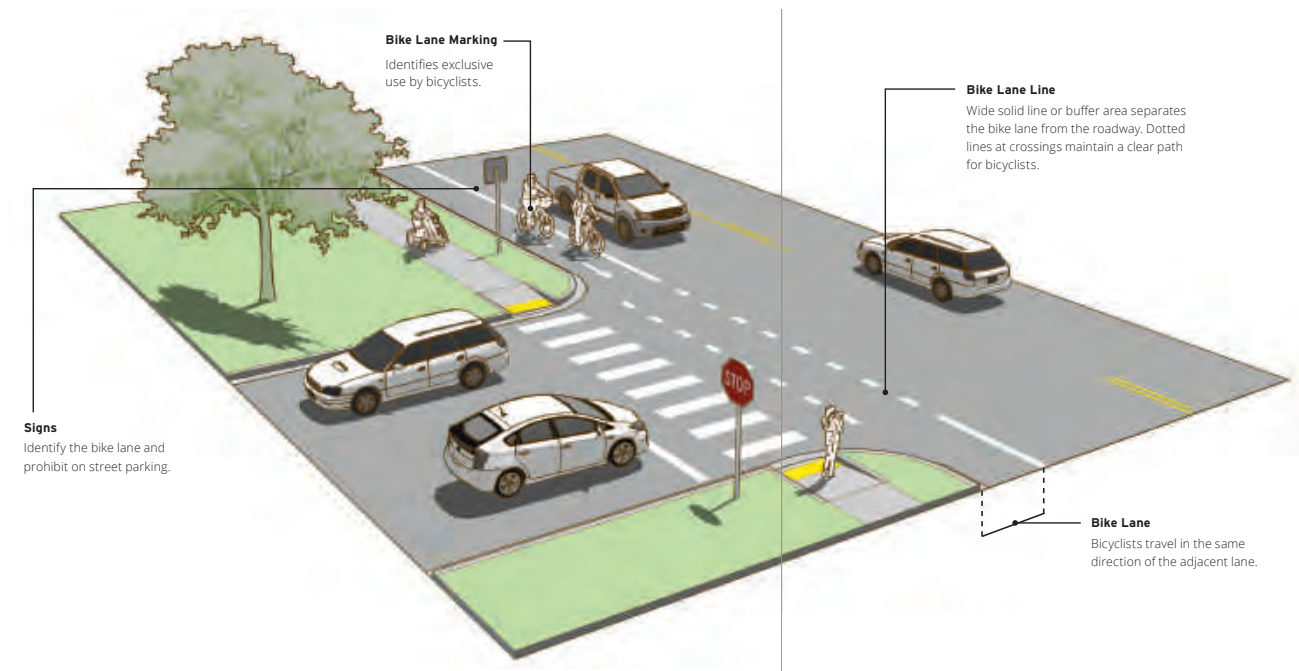 Bike Lane Marking
Identifies exclusive
use by bicyclists.
Bike Lane Line
Wide solid line or buffer area separates
the bike lane from the roadway. Dotted
lines at crossings maintain a clear path
for bicyclists.
STOP
Signs
Identify the bike lane and
prohibit on street parking.
Bike Lane
Bicyclists travel in the same
direction of the adjacent lane.